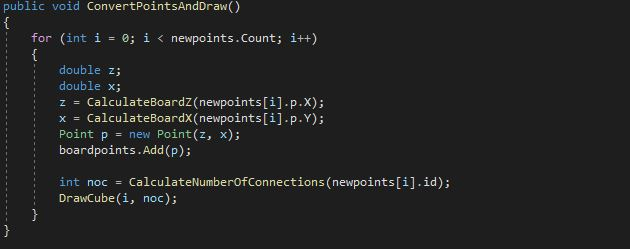 public void ConvertPointsAndDraw()
{
for (int i = 0; i < newpoints.Count; i++)
{
double z;
double x;
z = CalculateBoardZ(newpoints[i].p.X);
x = CalculateBoardX(newpoints[i].p.Y);
Point p = new Point(z, x);
boardpoints.Add(p);
int noc = CalculateNumberOfConnections(newpoints[i].id);
DrawCube(i, noc);
}
}